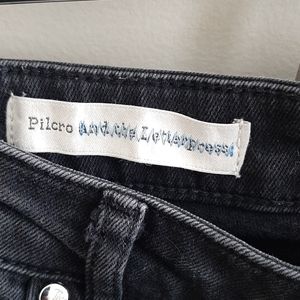 Pilcro and the Letterpress.